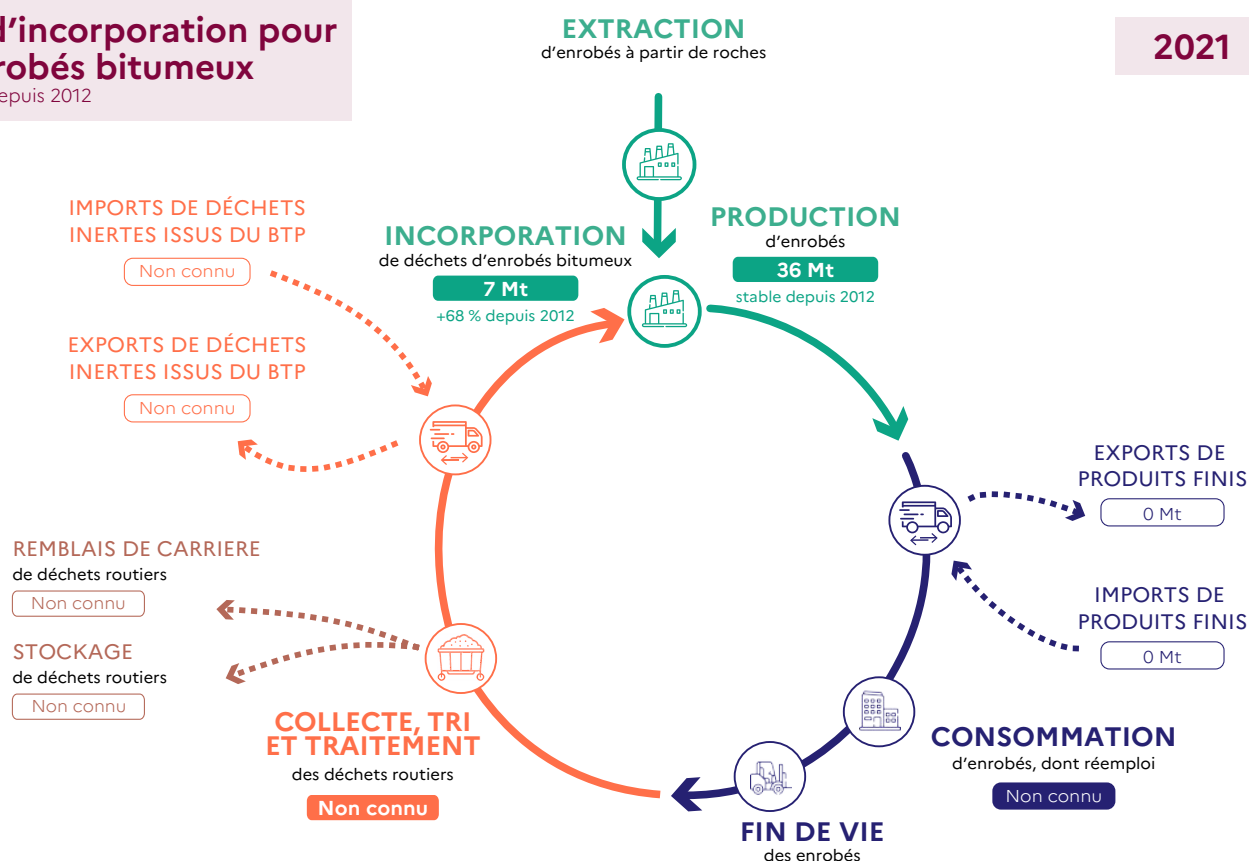 d'incorporation pour
robés bitumeux
epuis 2012
2021
EXTRACTION
d'enrobés à partir de roches
IMPORTS DE DÉCHETS
INERTES ISSUS DU BTP
Non connu
INCORPORATION
de déchets d'enrobés bitumeux
7 Mt
+68 % depuis 2012
PRODUCTION
d'enrobés
36 Mt
stable depuis 2012
EXPORTS DE DÉCHETS
INERTES ISSUS DU BTP
Non connu
EXPORTS DE
PRODUITS FINIS
0 Mt
IMPORTS DE
PRODUITS FINIS
0 Mt
REMBLAIS DE CARRIERE
de déchets routiers
Non connu
STOCKAGE
de déchets routiers
Non connu
COLLECTE, TRI
ET TRAITEMENT
des déchets routiers
Non connu
CONSOMMATION
d'enrobés, dont réemploi
Non connu
FIN DE VIE
des enrobés